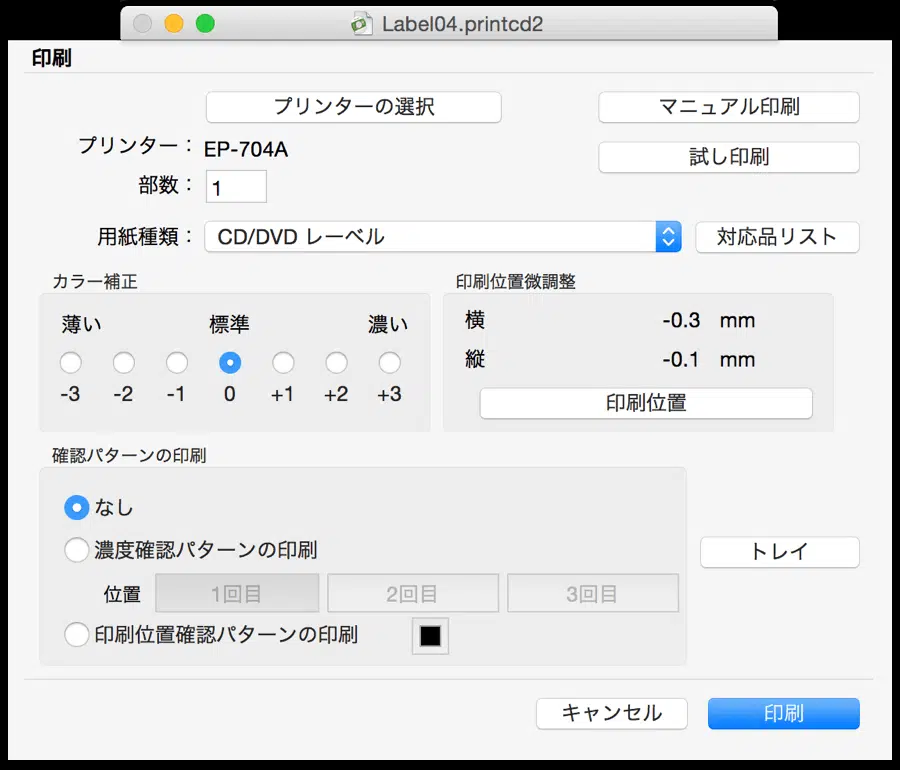 Label04.printcd2
印刷
プリンターの選択 マニュアル印刷
プリンター： EP-704A 試し印刷
部数： 1
用紙種類： CD/DVD レーベル 対応品リスト
カラー補正 印刷位置微調整
薄い 標準 濃い 横 -0.3 mm
縦 -0.1 mm
-3 -2 -1 0 +1 +2 +3 印刷位置
確認パターンの印刷
なし
濃度確認パターンの印刷 トレイ
位置 1回目 2回目 3回目
印刷位置確認パターンの印刷
キャンセル 印刷